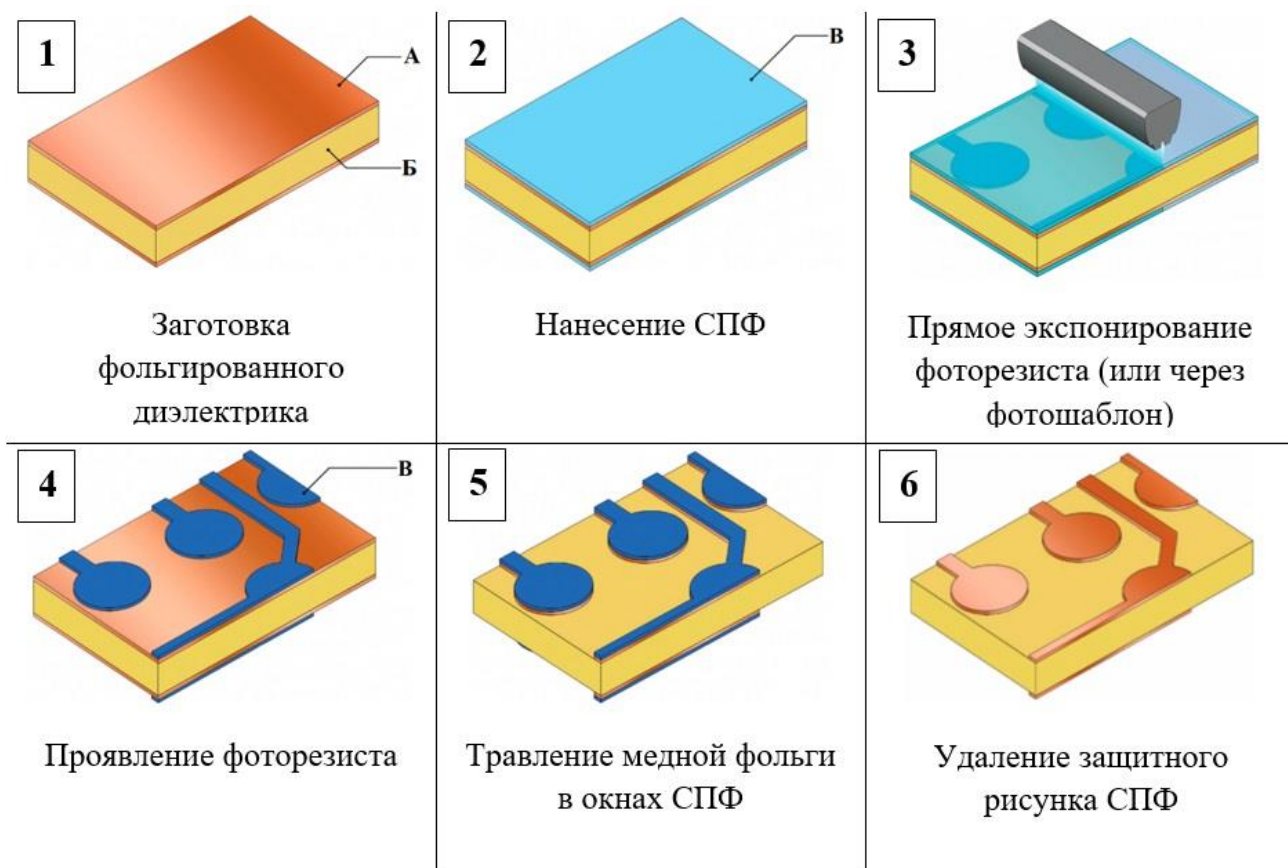 1
А
Б
Заготовка
фольгированного
диэлектрика
2
В
Нанесение СПФ
3
Прямое экспонирование
фоторезиста (или через
фотошаблон)
4
В
Проявление фоторезиста
5
Травление медной фольги
в окнах СПФ
6
Удаление защитного
рисунка СПФ